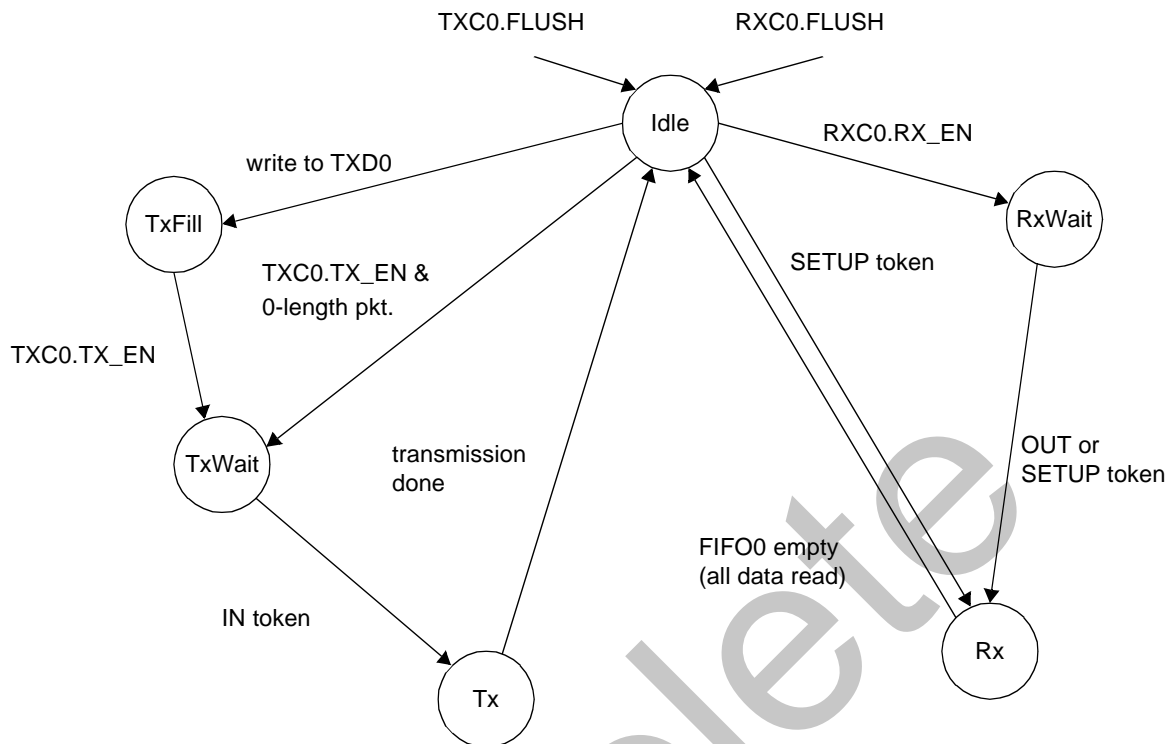 TXC0.FLUSH
RXC0.FLUSH
Idle
RXC0.RX_EN
write to TXD0
TxFill
RxWait
SETUP token
TXC0.TX_EN &
0-length pkt.
TXC0.TX_EN
TxWait
transmission
done
OUT or
SETUP token
FIFO0 empty
(all data read)
IN token
Rx
Tx